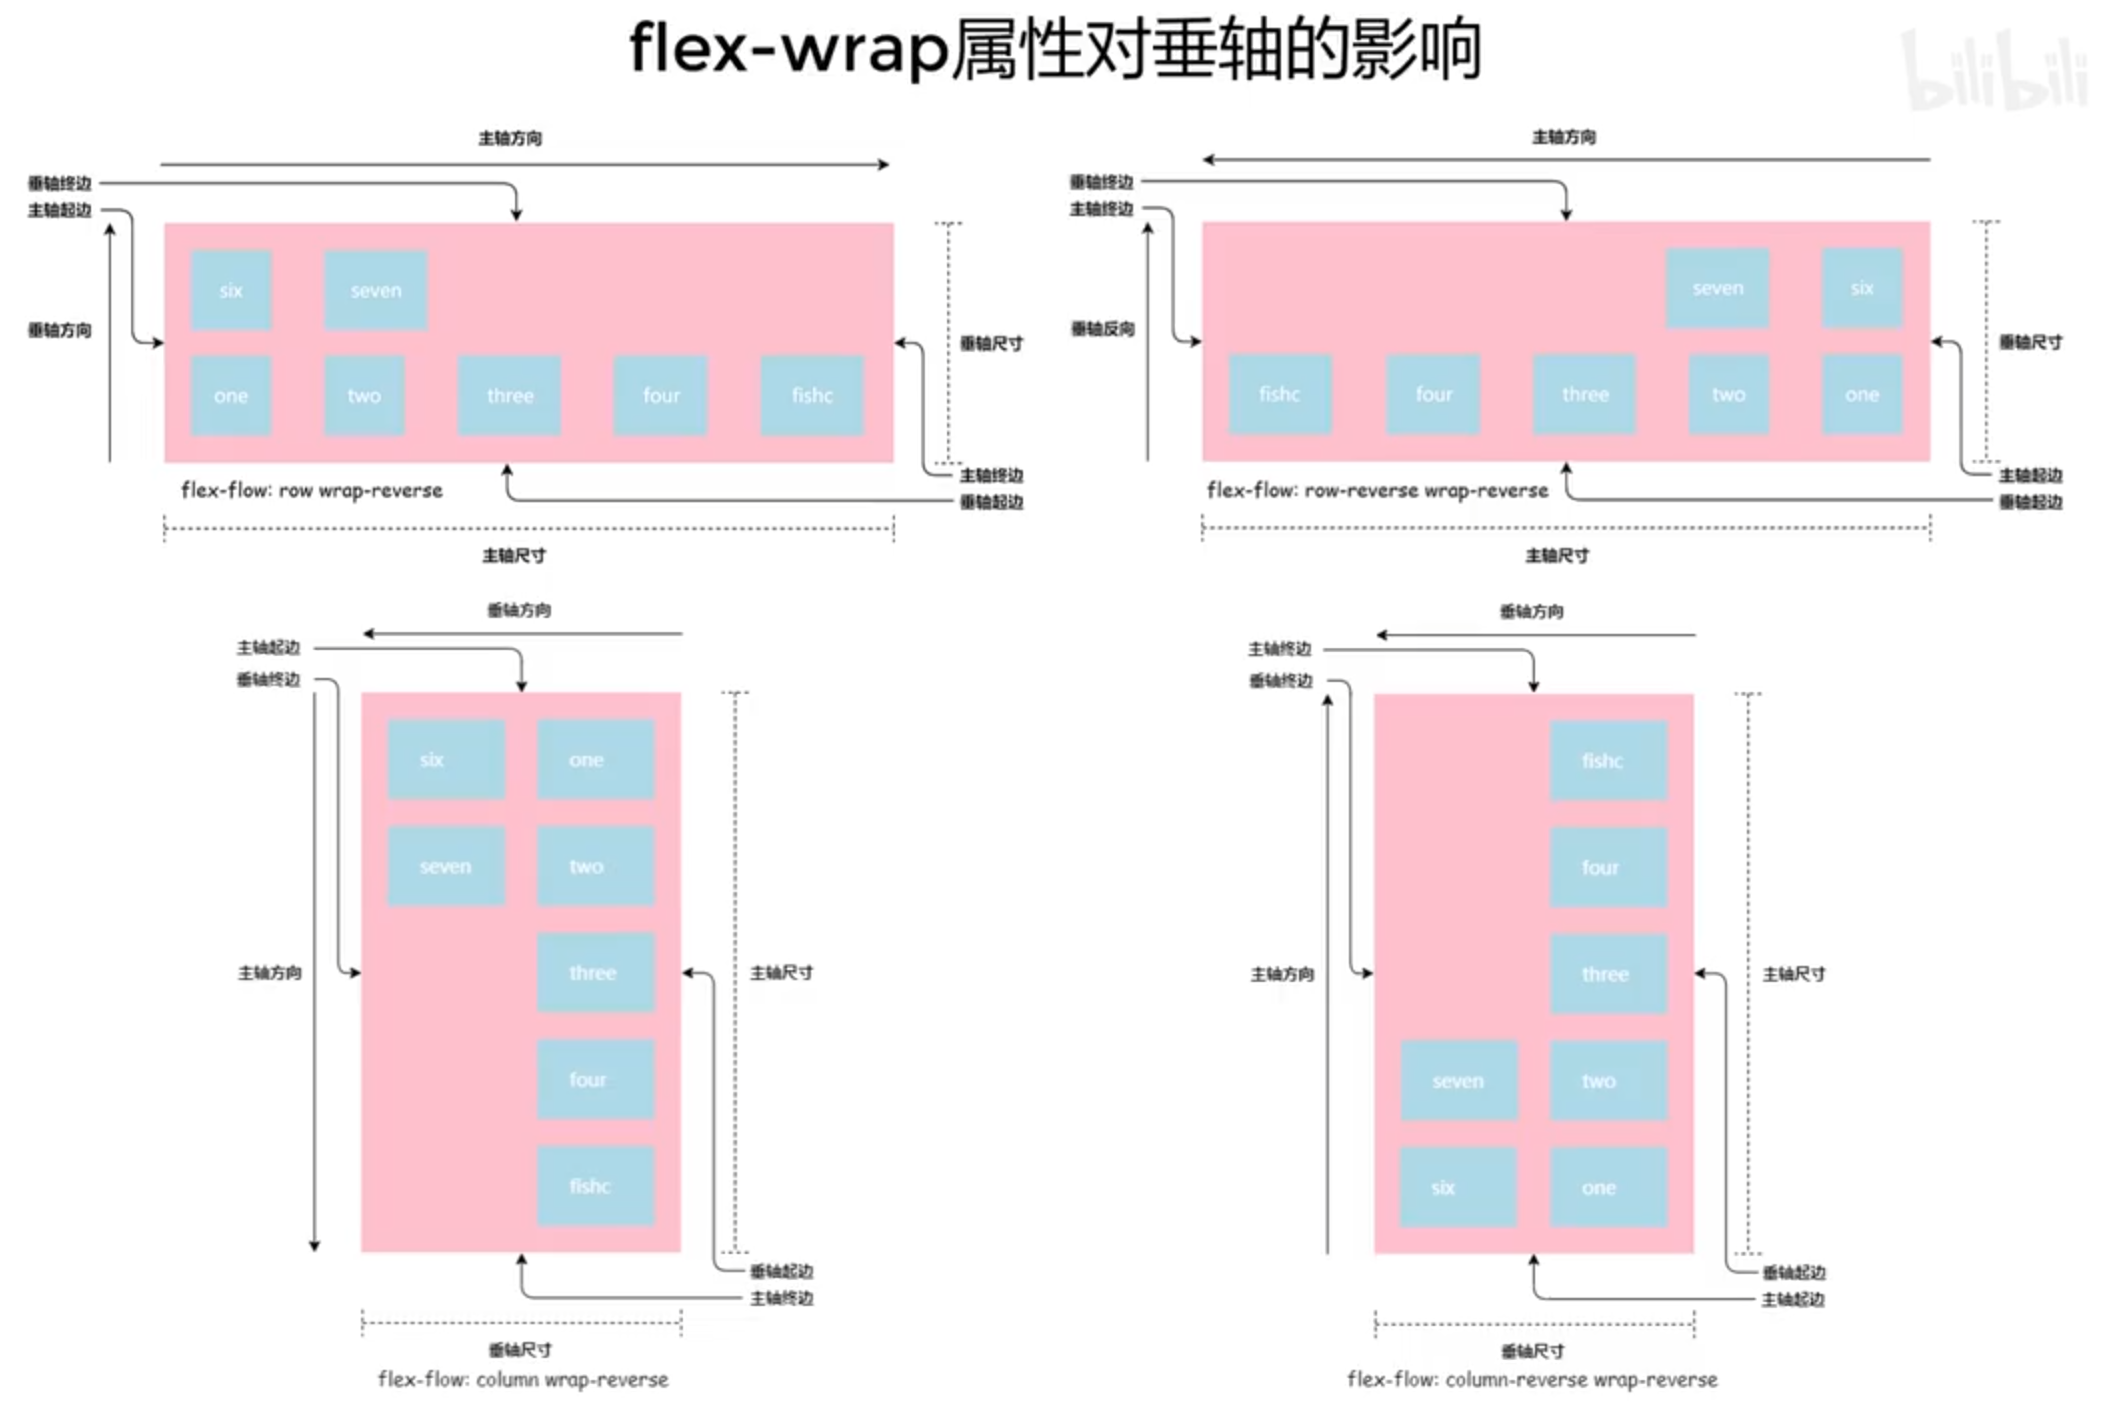 flex-wrap属性对垂轴的影响
bilibili
主轴方向
垂轴终边
主轴起边
垂轴方向
six
seven
one
two
three
four
fishc
垂轴尺寸
主轴终边
垂轴起边
flex-flow: row wrap-reverse
主轴尺寸
主轴方向
垂轴终边
主轴终边
垂轴反向
seven
six
fishc
four
three
two
one
垂轴尺寸
主轴起边
垂轴起边
flex-flow: row-reverse wrap-reverse
主轴尺寸
垂轴方向
主轴起边
垂轴终边
主轴方向
six
one
seven
two
three
four
fishc
主轴尺寸
垂轴起边
主轴终边
垂轴尺寸
flex-flow: column wrap-reverse
垂轴方向
主轴终边
垂轴终边
主轴方向
fishc
four
three
seven
two
six
one
主轴尺寸
垂轴起边
主轴起边
垂轴尺寸
flex-flow: column-reverse wrap-reverse